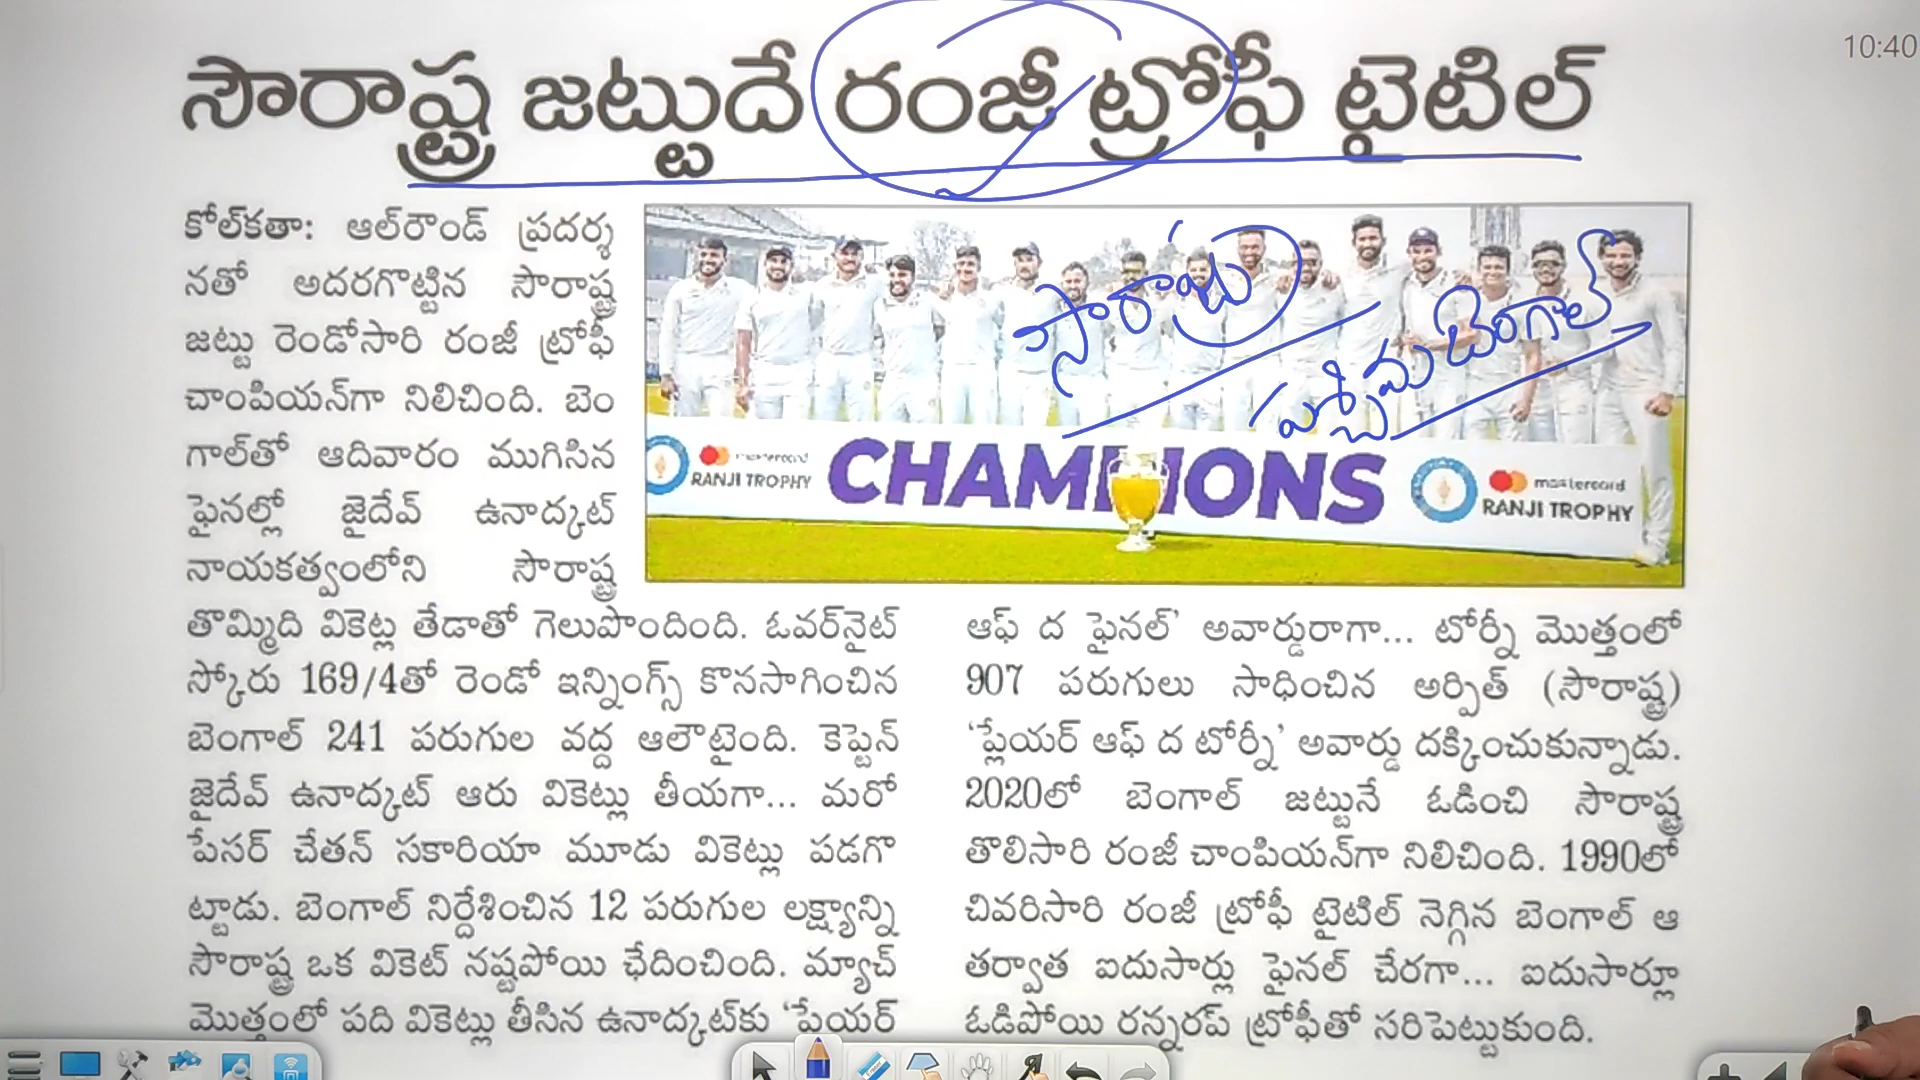 సౌరాష్ట్ర జట్టుదే రంజీ ట్రోఫీ టైటిల్
10:40
కోల్‌కతా: ఆల్‌రౌండ్ ప్రదర్శ
నతో అదరగొట్టిన సౌరాష్ట్ర
జట్టు రెండోసారి రంజీ ట్రోఫీ
చాంపియన్‌గా నిలిచింది. బెం
గాల్‌తో ఆదివారం ముగిసిన
ఫైనల్లో జైదేవ్ ఉనాద్కట్
నాయకత్వంలోని సౌరాష్ట్ర
తొమ్మిది వికెట్ల తేడాతో గెలుపొందింది. ఓవర్‌నైట్
స్కోరు 169/4తో రెండో ఇన్నింగ్స్ కొనసాగించిన
బెంగాల్ 241 పరుగుల వద్ద ఆలౌటైంది. కెప్టెన్
జైదేవ్ ఉనాద్కట్ ఆరు వికెట్లు తీయగా... మరో
పేసర్ చేతన్ సకారియా మూడు వికెట్లు పడగొ
ట్టాడు. బెంగాల్ నిర్దేశించిన 12 పరుగుల లక్ష్యాన్ని
సౌరాష్ట్ర ఒక వికెట్ నష్టపోయి ఛేదించింది. మ్యాచ్
మొత్తంలో పది వికెట్లు తీసిన ఉనాద్కట్‌కు ‘ప్లేయర్
సౌరాష్ట్ర
పశ్చిమబెంగాల్
mastercard
RANJI TROPHY
CHAMPIONS
mastercard
RANJI TROPHY
ఆఫ్ ద ఫైనల్’ అవార్డురాగా... టోర్నీ మొత్తంలో
907 పరుగులు సాధించిన అర్పిత్ (సౌరాష్ట్ర)
‘ప్లేయర్ ఆఫ్ ద టోర్నీ’ అవార్డు దక్కించుకున్నాడు.
2020లో బెంగాల్ జట్టునే ఓడించి సౌరాష్ట్ర
తొలిసారి రంజీ చాంపియన్‌గా నిలిచింది. 1990లో
చివరిసారి రంజీ ట్రోఫీ టైటిల్ నెగ్గిన బెంగాల్ ఆ
తర్వాత ఐదుసార్లు ఫైనల్ చేరగా... ఐదుసార్లూ
ఓడిపోయి రన్నరప్ ట్రోఫీతో సరిపెట్టుకుంది.